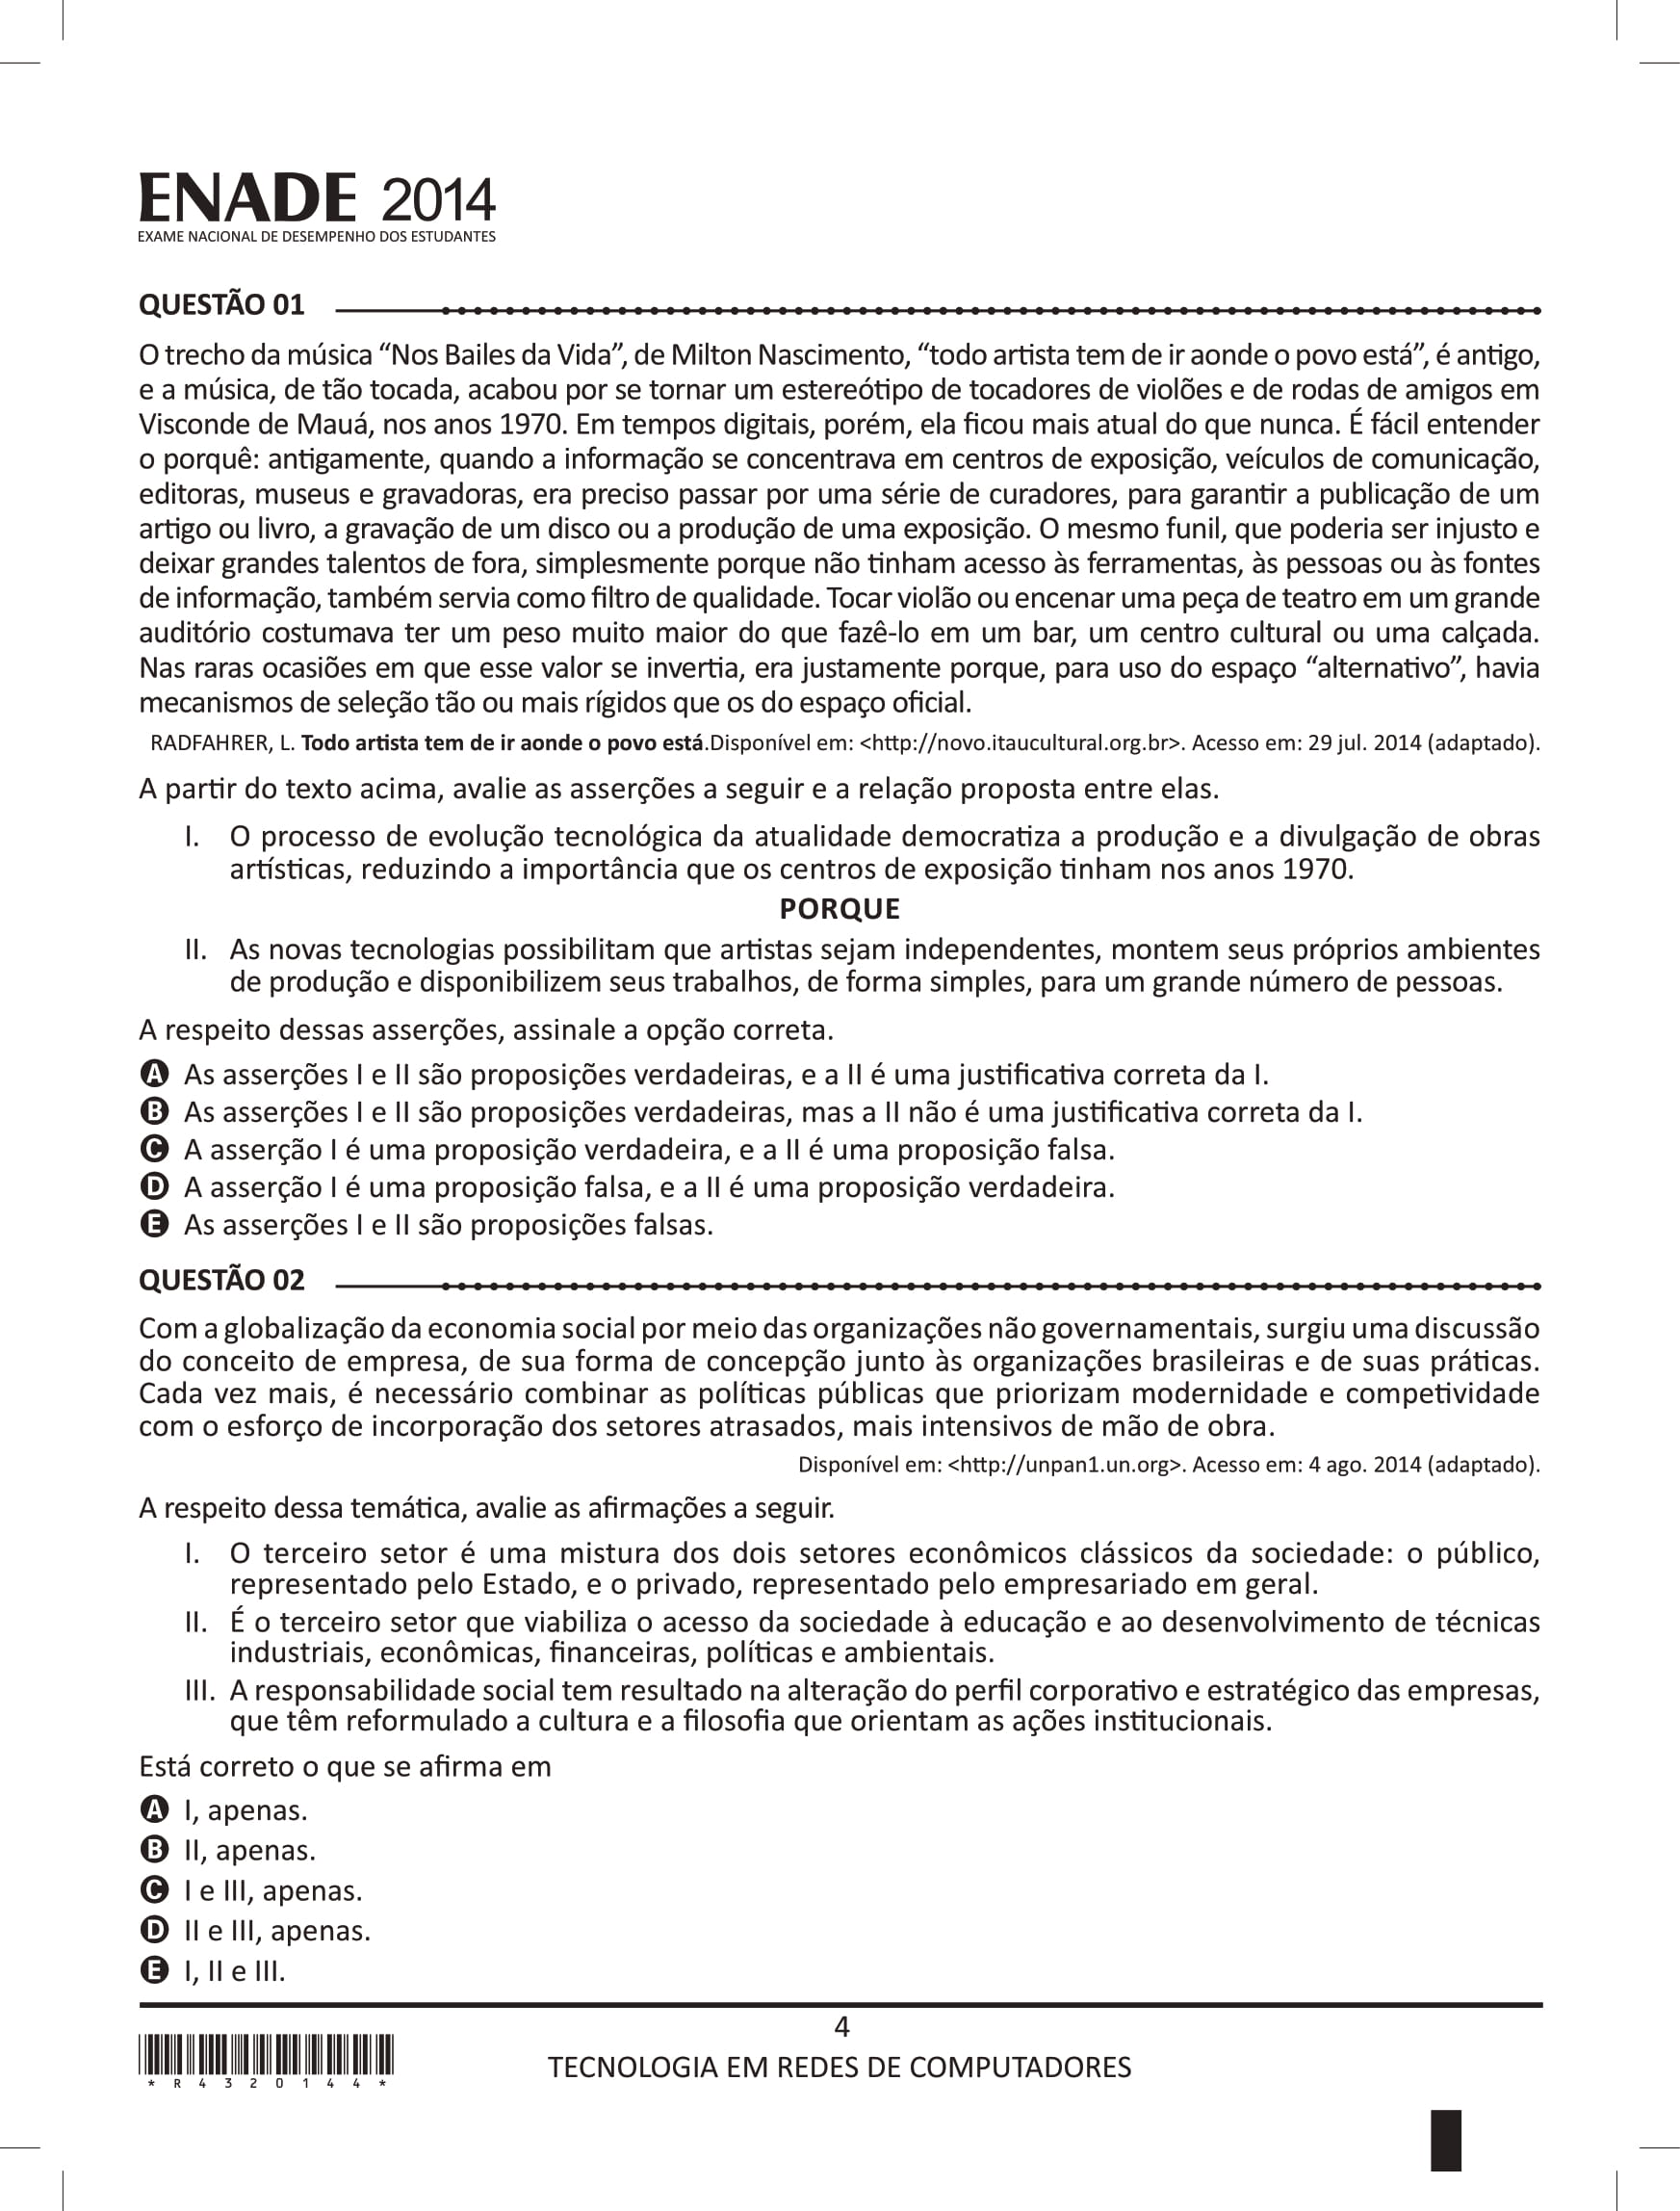 ENADE 2014
EXAME NACIONAL DE DESEMPENHO DOS ESTUDANTES
QUESTÃO 01
O trecho da música “Nos Bailes da Vida”, de Milton Nascimento, “todo artista tem de ir aonde o povo está”, é antigo,
e a música, de tão tocada, acabou por se tornar um estereótipo de tocadores de violões e de rodas de amigos em
Visconde de Mauá, nos anos 1970. Em tempos digitais, porém, ela ficou mais atual do que nunca. É fácil entender
o porquê: antigamente, quando a informação se concentrava em centros de exposição, veículos de comunicação,
editoras, museus e gravadoras, era preciso passar por uma série de curadores, para garantir a publicação de um
artigo ou livro, a gravação de um disco ou a produção de uma exposição. O mesmo funil, que poderia ser injusto e
deixar grandes talentos de fora, simplesmente porque não tinham acesso às ferramentas, às pessoas ou às fontes
de informação, também servia como filtro de qualidade. Tocar violão ou encenar uma peça de teatro em um grande
auditório costumava ter um peso muito maior do que fazê-lo em um bar, um centro cultural ou uma calçada.
Nas raras ocasiões em que esse valor se invertia, era justamente porque, para uso do espaço “alternativo”, havia
mecanismos de seleção tão ou mais rígidos que os do espaço oficial.
RADFAHRER, L. Todo artista tem de ir aonde o povo está.Disponível em: <http://novo.itaucultural.org.br>. Acesso em: 29 jul. 2014 (adaptado).
A partir do texto acima, avalie as asserções a seguir e a relação proposta entre elas.
I. O processo de evolução tecnológica da atualidade democratiza a produção e a divulgação de obras
artísticas, reduzindo a importância que os centros de exposição tinham nos anos 1970.
PORQUE
II. As novas tecnologias possibilitam que artistas sejam independentes, montem seus próprios ambientes
de produção e disponibilizem seus trabalhos, de forma simples, para um grande número de pessoas.
A respeito dessas asserções, assinale a opção correta.
A As asserções I e II são proposições verdadeiras, e a II é uma justificativa correta da I.
B As asserções I e II são proposições verdadeiras, mas a II não é uma justificativa correta da I.
C A asserção I é uma proposição verdadeira, e a II é uma proposição falsa.
D A asserção I é uma proposição falsa, e a II é uma proposição verdadeira.
E As asserções I e II são proposições falsas.
QUESTÃO 02
Com a globalização da economia social por meio das organizações não governamentais, surgiu uma discussão
do conceito de empresa, de sua forma de concepção junto às organizações brasileiras e de suas práticas.
Cada vez mais, é necessário combinar as políticas públicas que priorizam modernidade e competividade
com o esforço de incorporação dos setores atrasados, mais intensivos de mão de obra.
Disponível em: <http://unpan1.un.org>. Acesso em: 4 ago. 2014 (adaptado).
A respeito dessa temática, avalie as afirmações a seguir.
I. O terceiro setor é uma mistura dos dois setores econômicos clássicos da sociedade: o público,
representado pelo Estado, e o privado, representado pelo empresariado em geral.
II. É o terceiro setor que viabiliza o acesso da sociedade à educação e ao desenvolvimento de técnicas
industriais, econômicas, financeiras, políticas e ambientais.
III. A responsabilidade social tem resultado na alteração do perfil corporativo e estratégico das empresas,
que têm reformulado a cultura e a filosofia que orientam as ações institucionais.
Está correto o que se afirma em
A I, apenas.
B II, apenas.
C I e III, apenas.
D II e III, apenas.
E I, II e III.
4
TECNOLOGIA EM REDES DE COMPUTADORES
*R4320144*